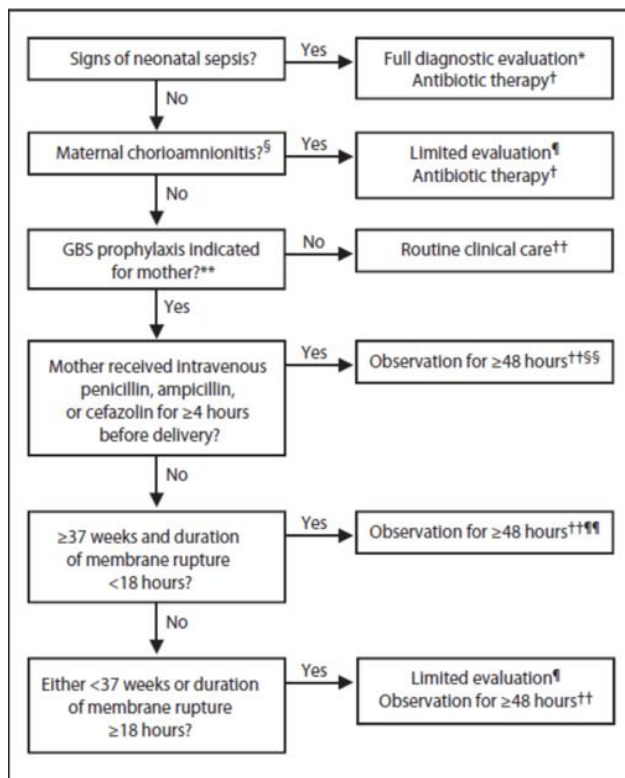 Signs of neonatal sepsis?
Yes
Full diagnostic evaluation*
Antibiotic therapy†
No
Maternal chorioamnionitis?§
Yes
Limited evaluation¶
Antibiotic therapy†
No
GBS prophylaxis indicated
for mother?**
No
Routine clinical care††
Yes
Mother received intravenous
penicillin, ampicillin,
or cefazolin for ≥4 hours
before delivery?
Yes
Observation for ≥48 hours††§§
No
≥37 weeks and duration
of membrane rupture
<18 hours?
Yes
Observation for ≥48 hours††¶¶
No
Either <37 weeks or duration
of membrane rupture
≥18 hours?
Yes
Limited evaluation¶
Observation for ≥48 hours††